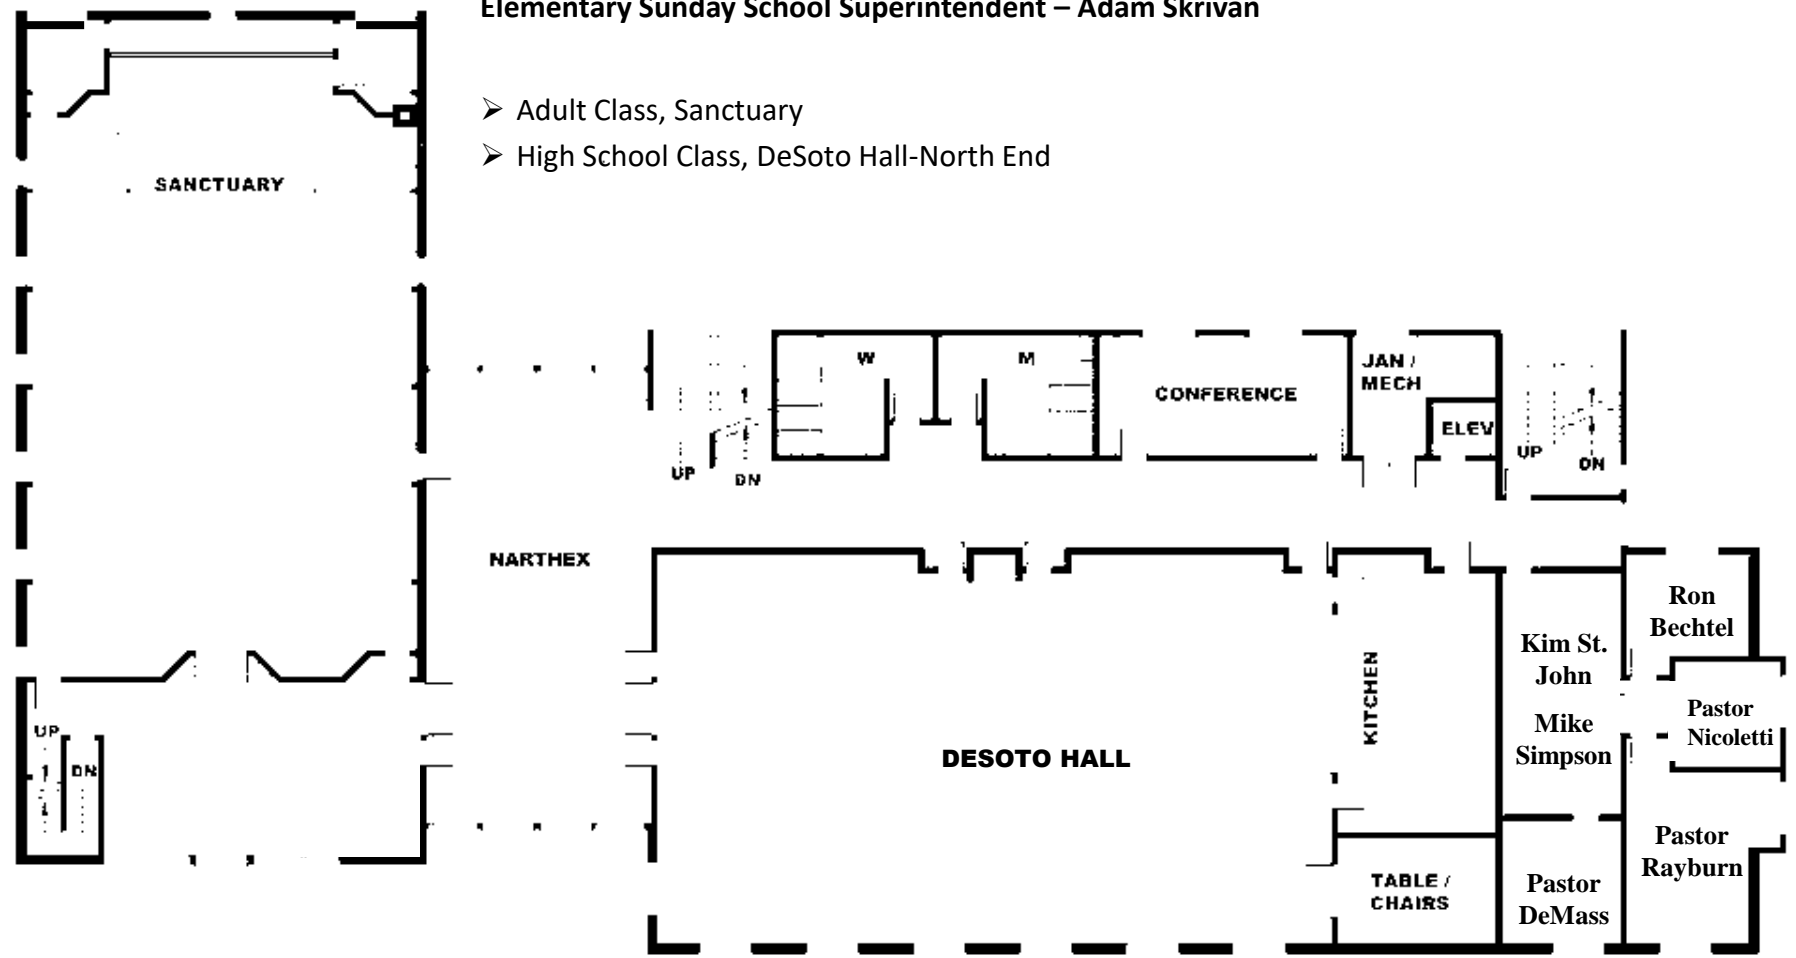 Elementary Sunday School Superintendent – Adam Skrivan
➢ Adult Class, Sanctuary
➢ High School Class, DeSoto Hall-North End
SANCTUARY
W
M
CONFERENCE
JAN /
MECH
ELEV
UP
DN
UP
DN
NARTHEX
Ron
Bechtel
Kim St.
John
KITCHEN
Pastor
Nicoletti
Mike
Simpson
UP
DN
DESOTO HALL
Pastor
Rayburn
TABLE /
CHAIRS
Pastor
DeMass